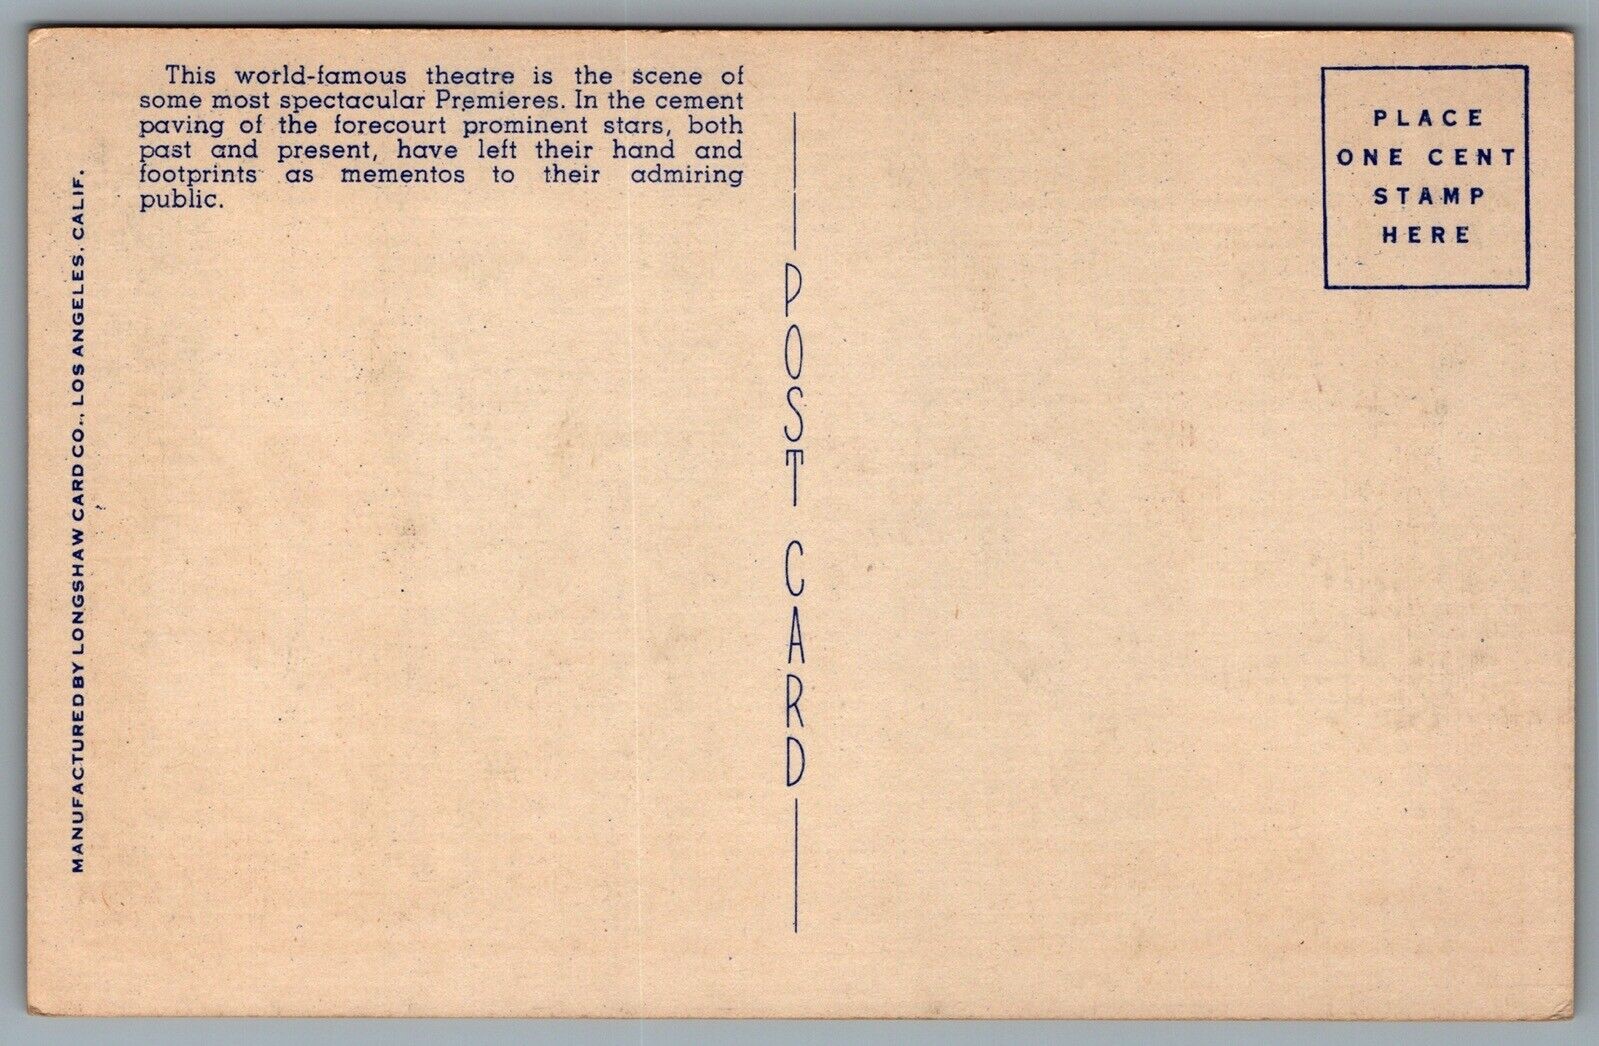 This world-famous theatre is the scene of
some most spectacular Premieres. In the cement
paving of the forecourt prominent stars, both
past and present, have left their hand and
footprints as mementos to their admiring
public.
MANUFACTURED BY LONGSHAW CARD CO., LOS ANGELES, CALIF.
POST CARD
PLACE
ONE CENT
STAMP
HERE